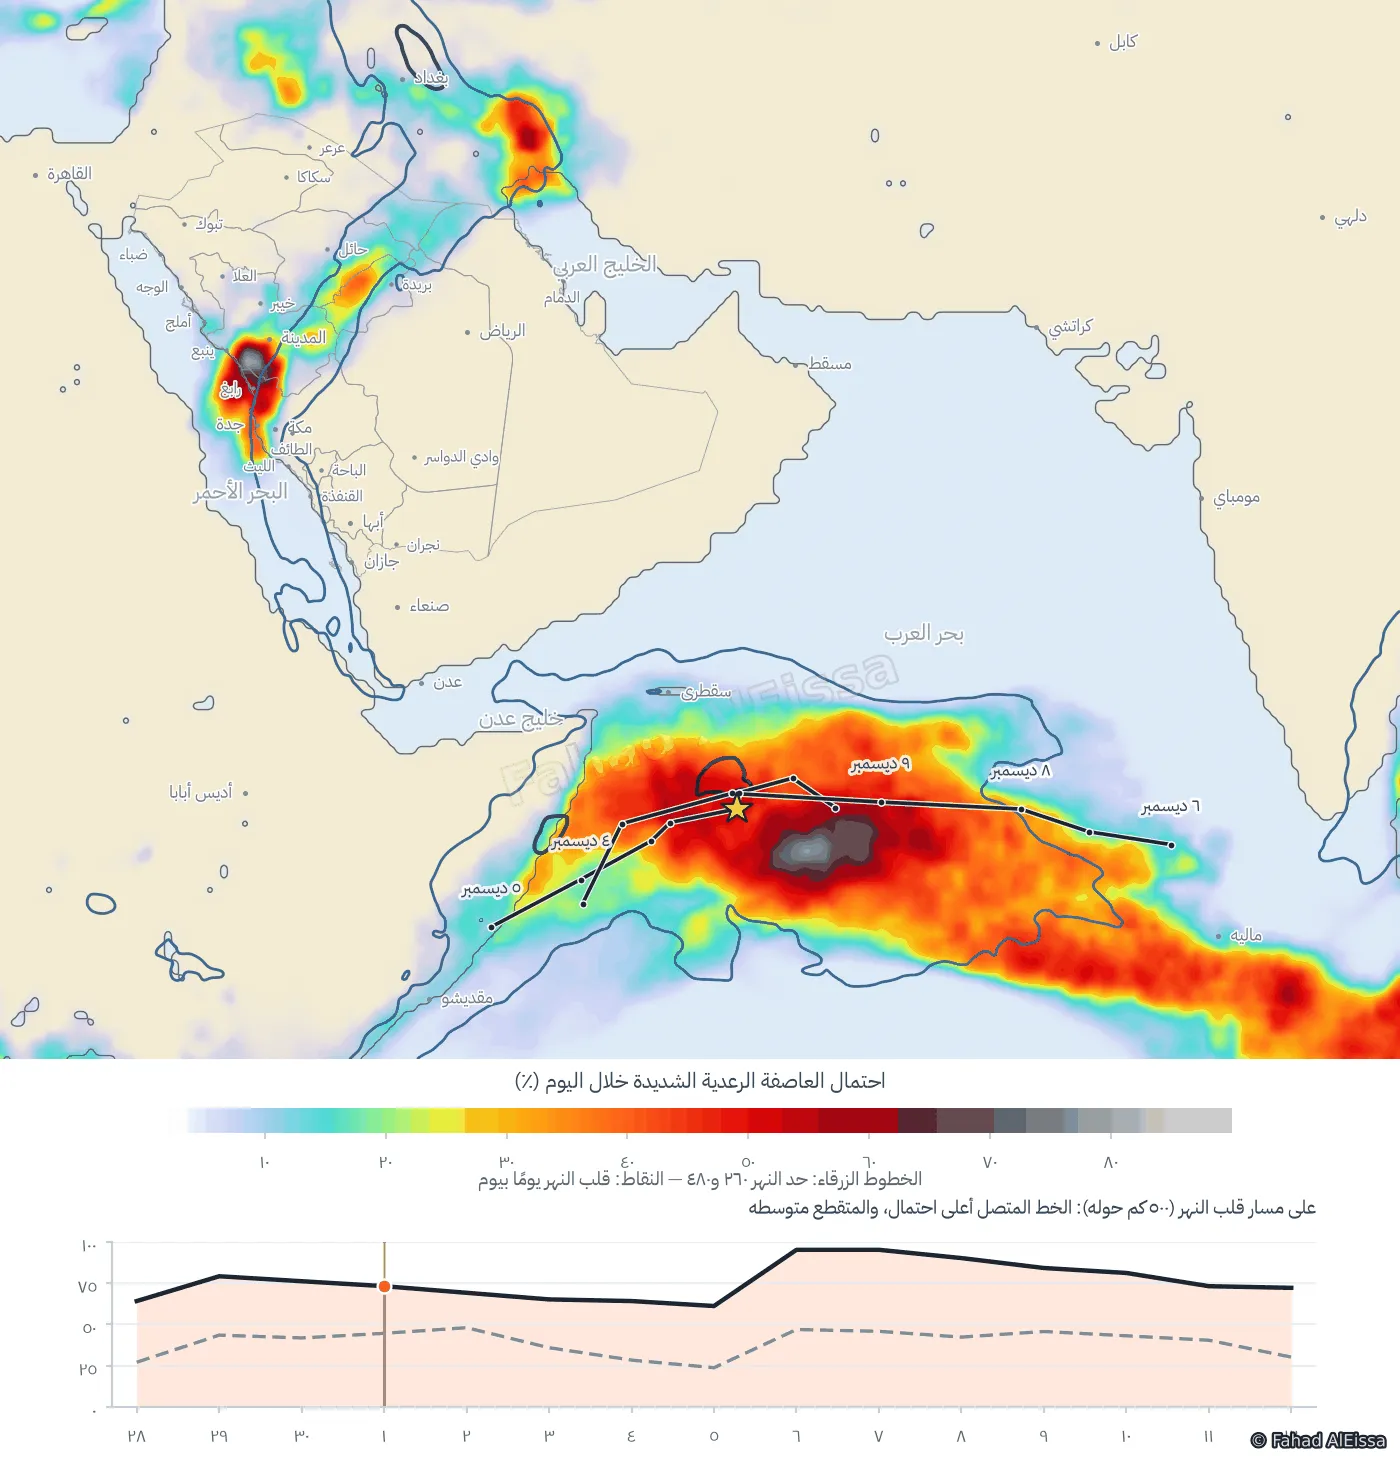 كابل
بغداد
عرعر
القاهرة
سكاكا
دلهي
تبوك
ضباء
حائل
الخليج العربي
العلا
الوجه
بريدة
الدمام
خيبر
أملج
كراتشي
الرياض
المدينة
ينبع
مسقط
رابغ
جدة
مكة
الطائف
وادي الدواسر
الليث
الباحة
البحر الأحمر
القنفذة
مومباي
أبها
نجران
جازان
صنعاء
بحر العرب
عدن
سقطرى
خليج عدن
٩ ديسمبر
٨ ديسمبر
أديس أبابا
٦ ديسمبر
٤ ديسمبر
٥ ديسمبر
ماليه
مقديشو
احتمال العاصفة الرعدية الشديدة خلال اليوم (٪)
١٠ ٢٠ ٣٠ ٤٠ ٥٠ ٦٠ ٧٠ ٨٠
الخطوط الزرقاء: حد النهر ٢٦٠ و٤٨٠ — النقاط: قلب النهر يومًا بيوم
على مسار قلب النهر (٥٠٠ كم حوله): الخط المتصل أعلى احتمال، والمتقطع متوسطه
١٠٠
٧٥
٥٠
٢٥
٠
٢٨ ٢٩ ٣٠ ١ ٢ ٣ ٤ ٥ ٦ ٧ ٨ ٩ ١٠ ١١
© Fahad AlEissa